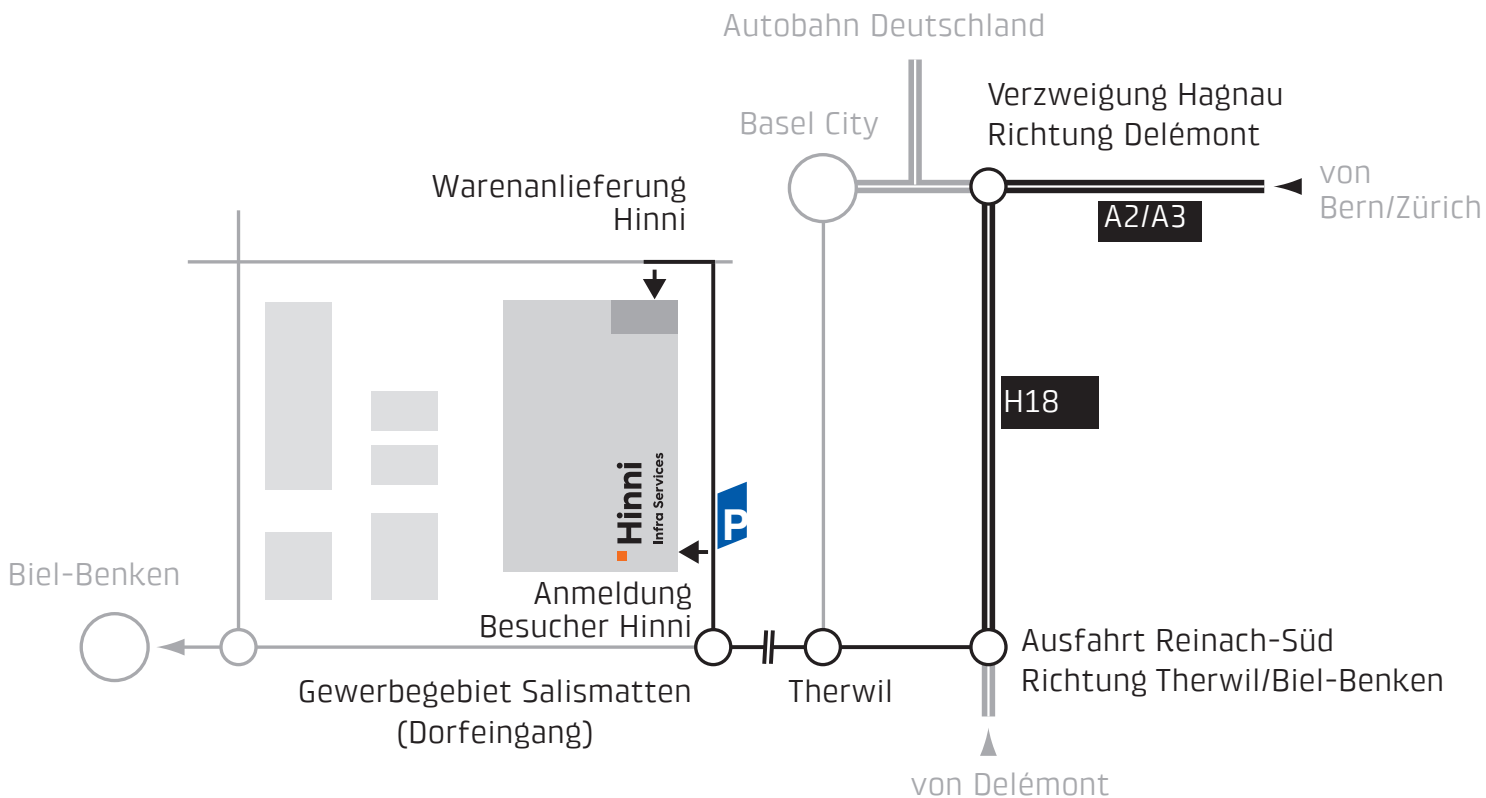 Autobahn Deutschland
Verzweigung Hagnau
Richtung Delémont
Basel City
von
Bern/Zürich
A2/A3
Warenanlieferung
Hinni
H18
Hinni
Infra Services
P
Biel-Benken
Anmeldung
Besucher Hinni
Ausfahrt Reinach-Süd
Richtung Therwil/Biel-Benken
Gewerbegebiet Salismatten
(Dorfeingang)
Therwil
von Delémont